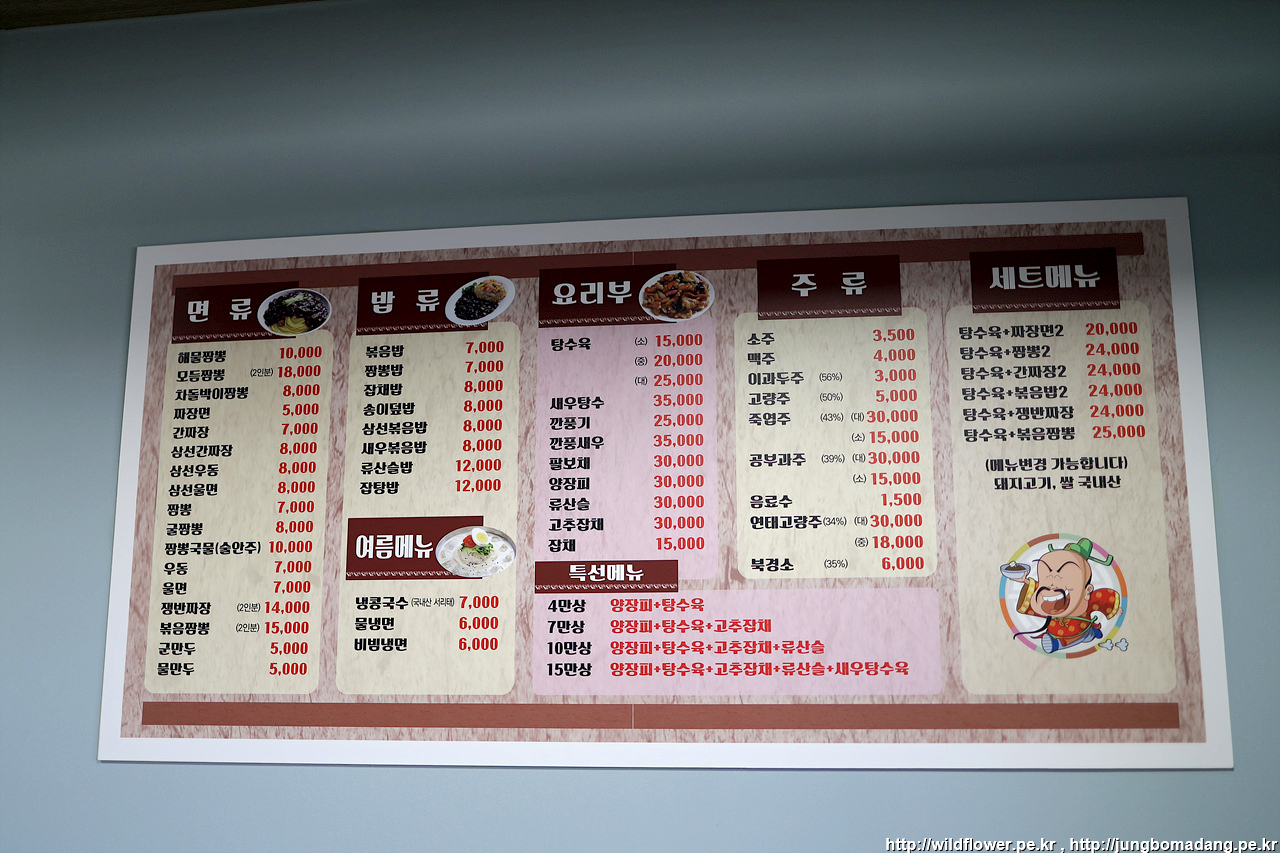 면 류
해물짬뽕 10,000
모듬짬뽕 (2인분) 18,000
차돌박이짬뽕 8,000
짜장면 5,000
간짜장 7,000
삼선간짜장 8,000
삼선우동 8,000
삼선울면 8,000
짬뽕 7,000
굴짬뽕 8,000
짬뽕국물(술안주) 10,000
우동 7,000
울면 7,000
쟁반짜장 (2인분) 14,000
볶음짬뽕 (2인분) 15,000
군만두 5,000
물만두 5,000
밥 류
볶음밥 7,000
짬뽕밥 7,000
잡채밥 8,000
송이덮밥 8,000
삼선볶음밥 8,000
새우볶음밥 8,000
류산슬밥 12,000
잡탕밥 12,000
여름메뉴
냉콩국수 (국내산 서리태) 7,000
물냉면 6,000
비빙냉면 6,000
요리부
탕수육 (소) 15,000
(중) 20,000
(대) 25,000
새우탕수 35,000
깐풍기 25,000
깐풍새우 35,000
팔보채 30,000
양장피 30,000
류산슬 30,000
고추잡채 30,000
잡채 15,000
특선메뉴
4만상 양장피+탕수육
7만상 양장피+탕수육+고추잡채
10만상 양장피+탕수육+고추잡채+류산슬
15만상 양장피+탕수육+고추잡채+류산슬+새우탕수육
주 류
소주 3,500
맥주 4,000
이과두주 (56%) 3,000
고량주 (50%) 5,000
죽엽주 (43%) (대) 30,000
(소) 15,000
공부과주 (39%) (대) 30,000
(소) 15,000
음료수 1,500
연태고량주(34%) (대) 30,000
(중) 18,000
북경소 (35%) 6,000
세트메뉴
탕수육+짜장면2 20,000
탕수육+짬뽕2 24,000
탕수육+간짜장2 24,000
탕수육+볶음밥2 24,000
탕수육+쟁반짜장 24,000
탕수육+볶음짬뽕 25,000
(메뉴변경 가능합니다)
돼지고기, 쌀 국내산
http://wildflower.pe.kr , http://jungbomadang.pe.kr